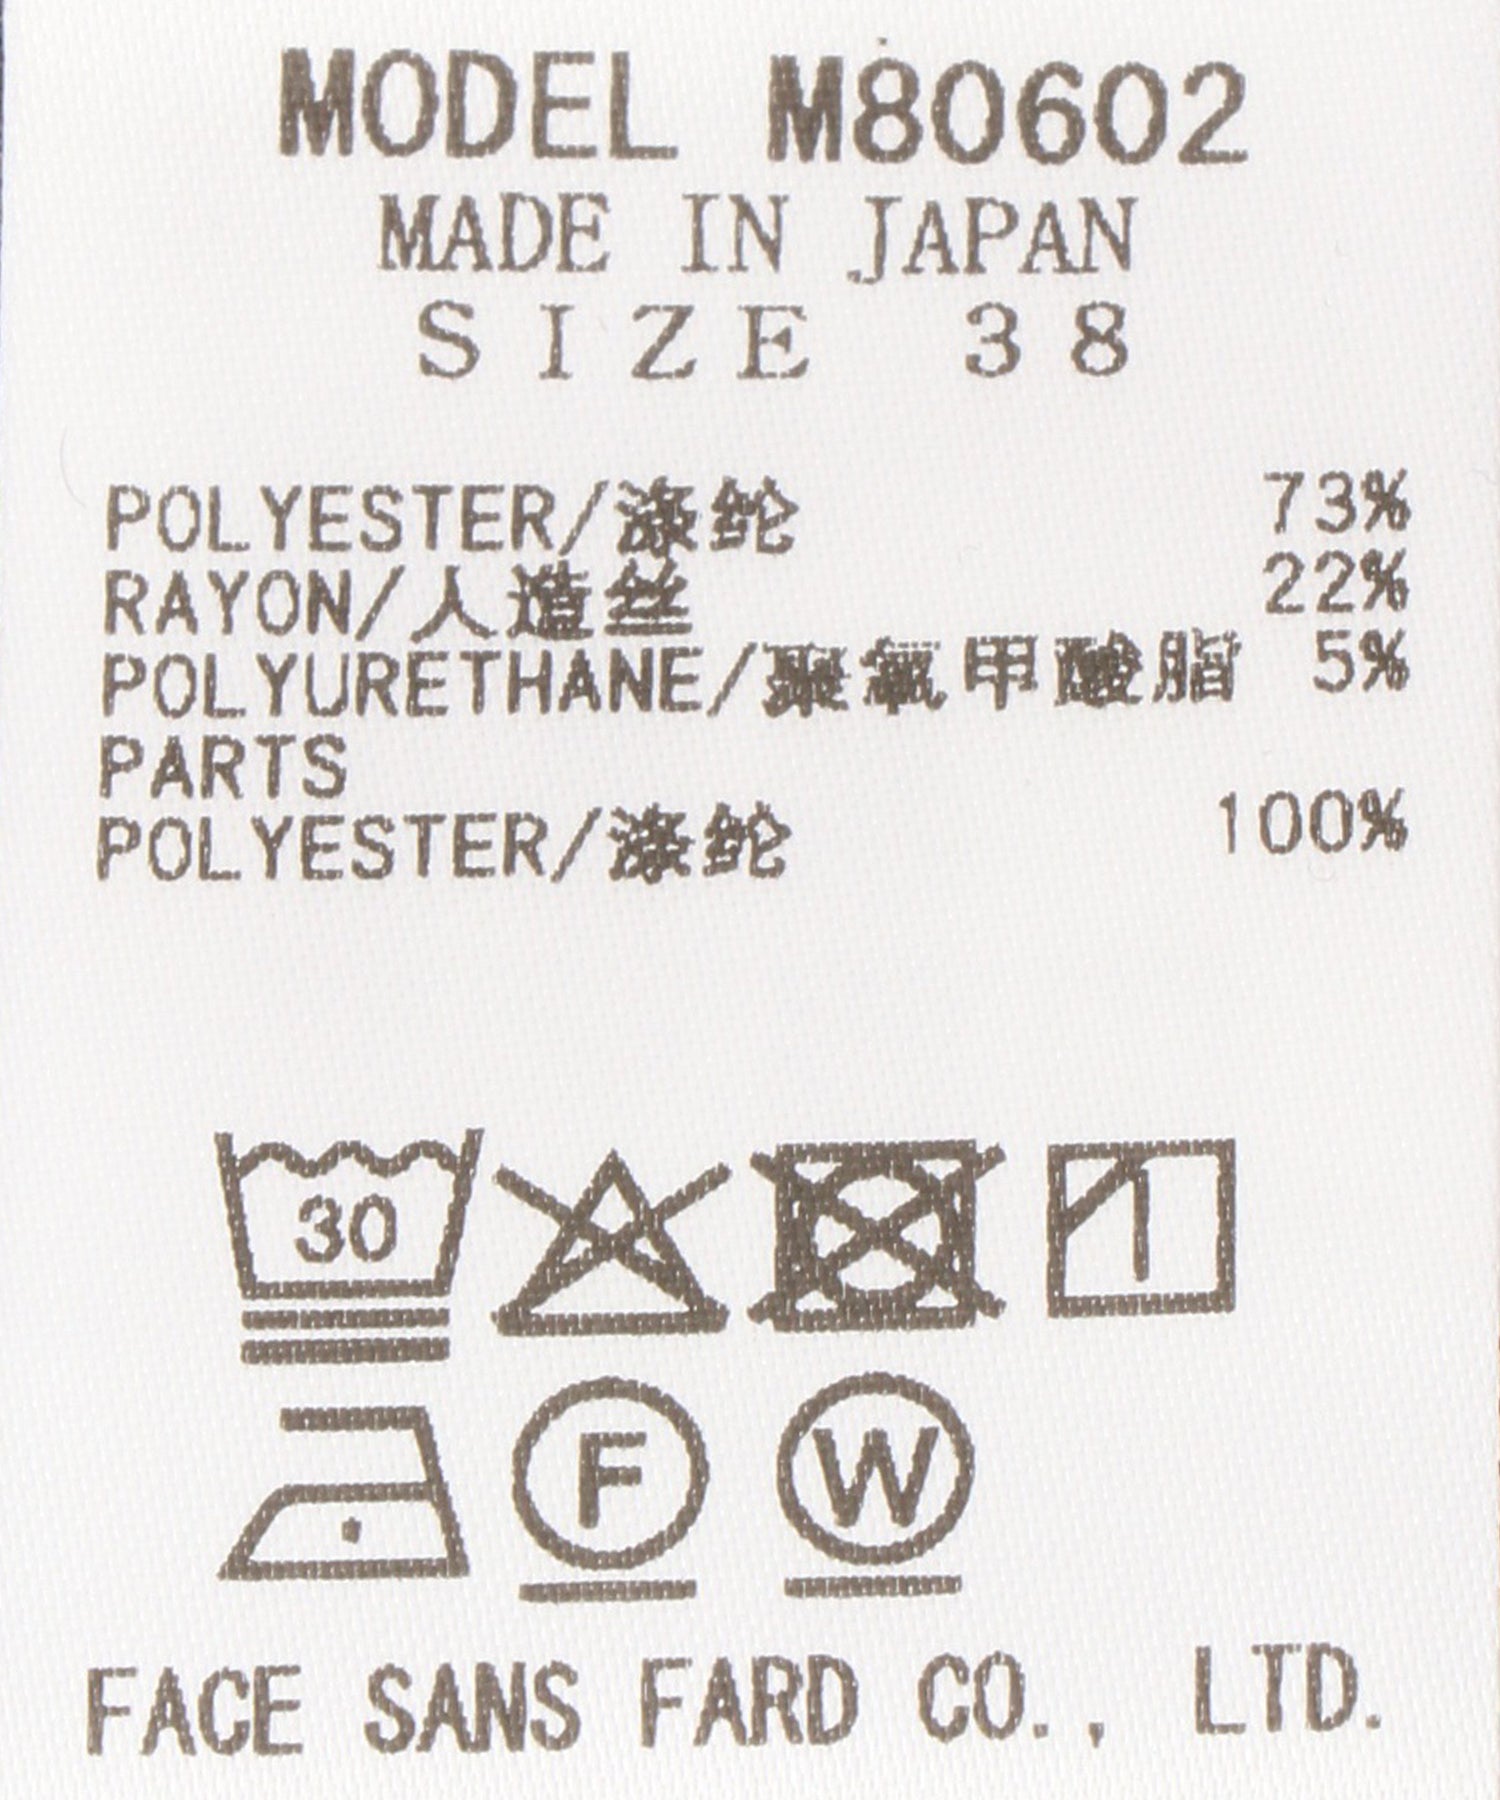 MODEL M80602
MADE IN JAPAN
SIZE 38
POLYESTER/涤纶 73%
RAYON/人造丝 22%
POLYURETHANE/聚氨甲酸脂 5%
PARTS
POLYESTER/涤纶 100%
30
F W
FACE SANS FARD CO., LTD.